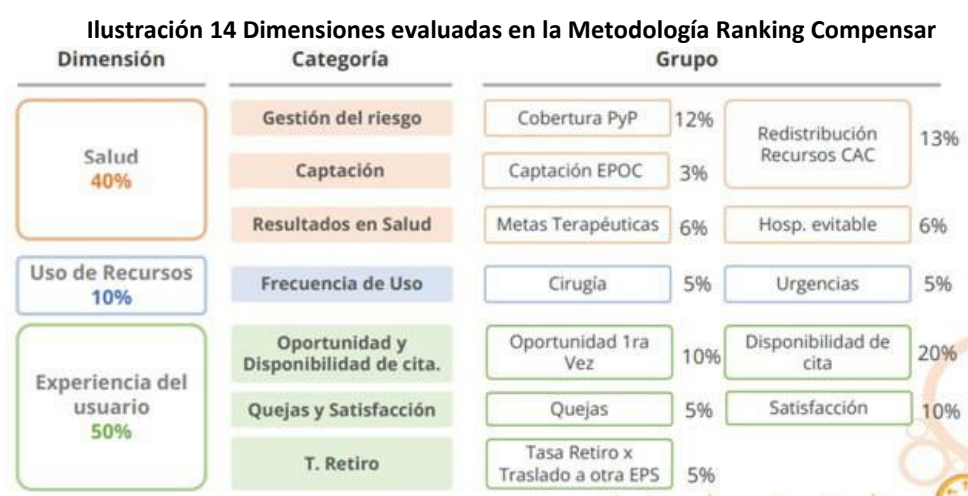 Ilustración 14 Dimensiones evaluadas en la Metodología Ranking Compensar
Dimensión
Categoría
Grupo
Salud
40%
Gestión del riesgo
Cobertura PyP
12%
Redistribución
Recursos CAC
13%
Captación
Captación EPOC
3%
Resultados en Salud
Metas Terapéuticas
6%
Hosp. evitable
6%
Uso de Recursos
10%
Frecuencia de Uso
Cirugía
5%
Urgencias
5%
Experiencia del
usuario
50%
Oportunidad y
Disponibilidad de cita.
Oportunidad 1ra
Vez
10%
Disponibilidad de
cita
20%
Quejas y Satisfacción
Quejas
5%
Satisfacción
10%
T. Retiro
Tasa Retiro x
Traslado a otra EPS
5%